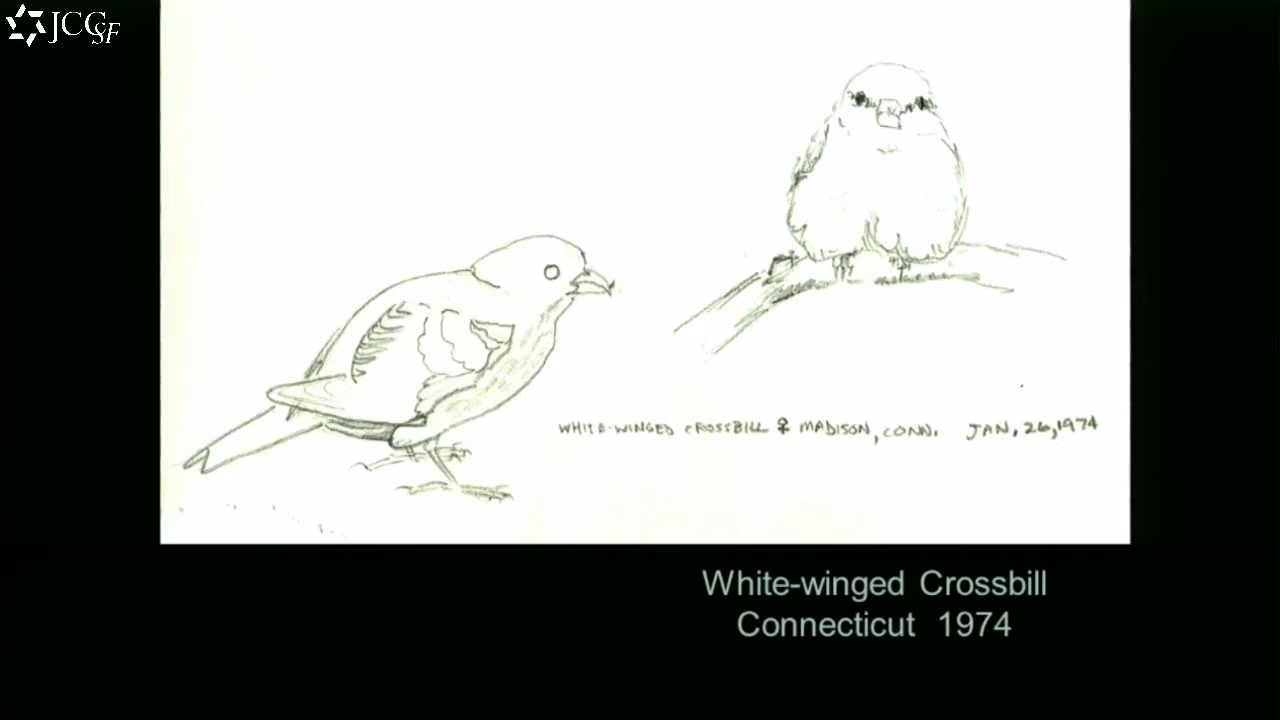 JCCSF
WHITE-WINGED CROSSBILL ♀ MADISON, CONN. JAN. 26, 1974
White-winged Crossbill
Connecticut 1974